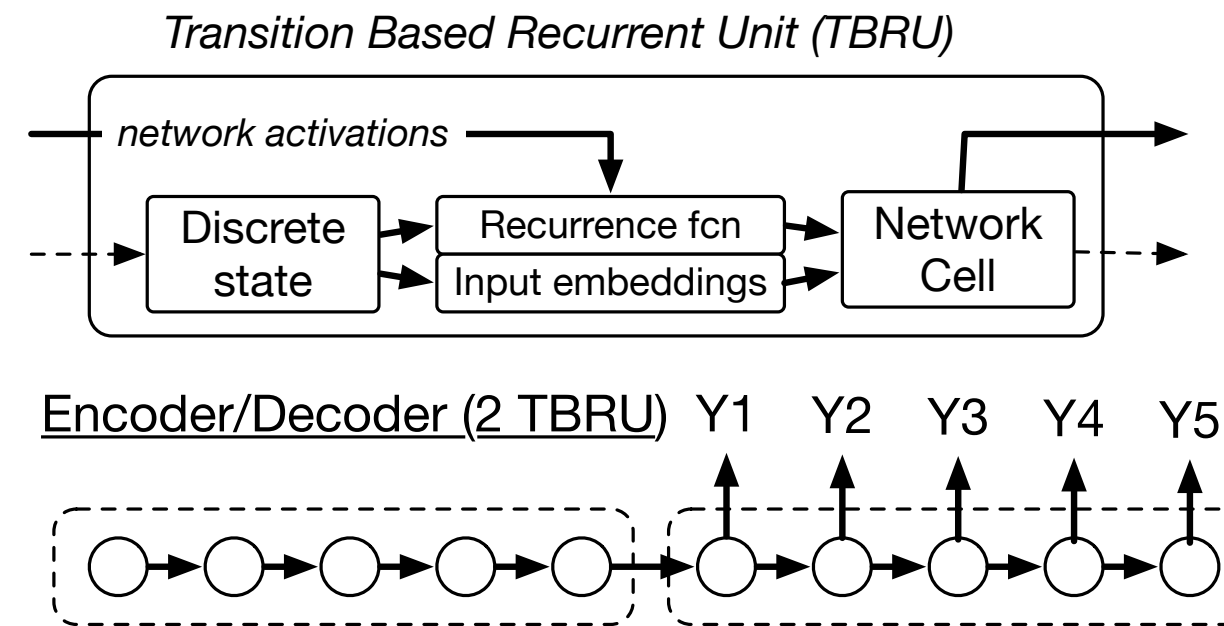 Transition Based Recurrent Unit (TBRU)
network activations
Discrete
state
Recurrence fcn
Input embeddings
Network
Cell
Encoder/Decoder (2 TBRU) Y1 Y2 Y3 Y4 Y5